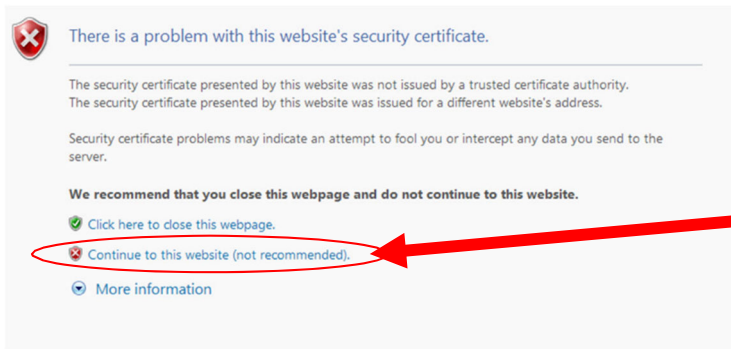 There is a problem with this website's security certificate.
The security certificate presented by this website was not issued by a trusted certificate authority.
The security certificate presented by this website was issued for a different website's address.
Security certificate problems may indicate an attempt to fool you or intercept any data you send to the
server.
We recommend that you close this webpage and do not continue to this website.
Click here to close this webpage.
Continue to this website (not recommended).
More information